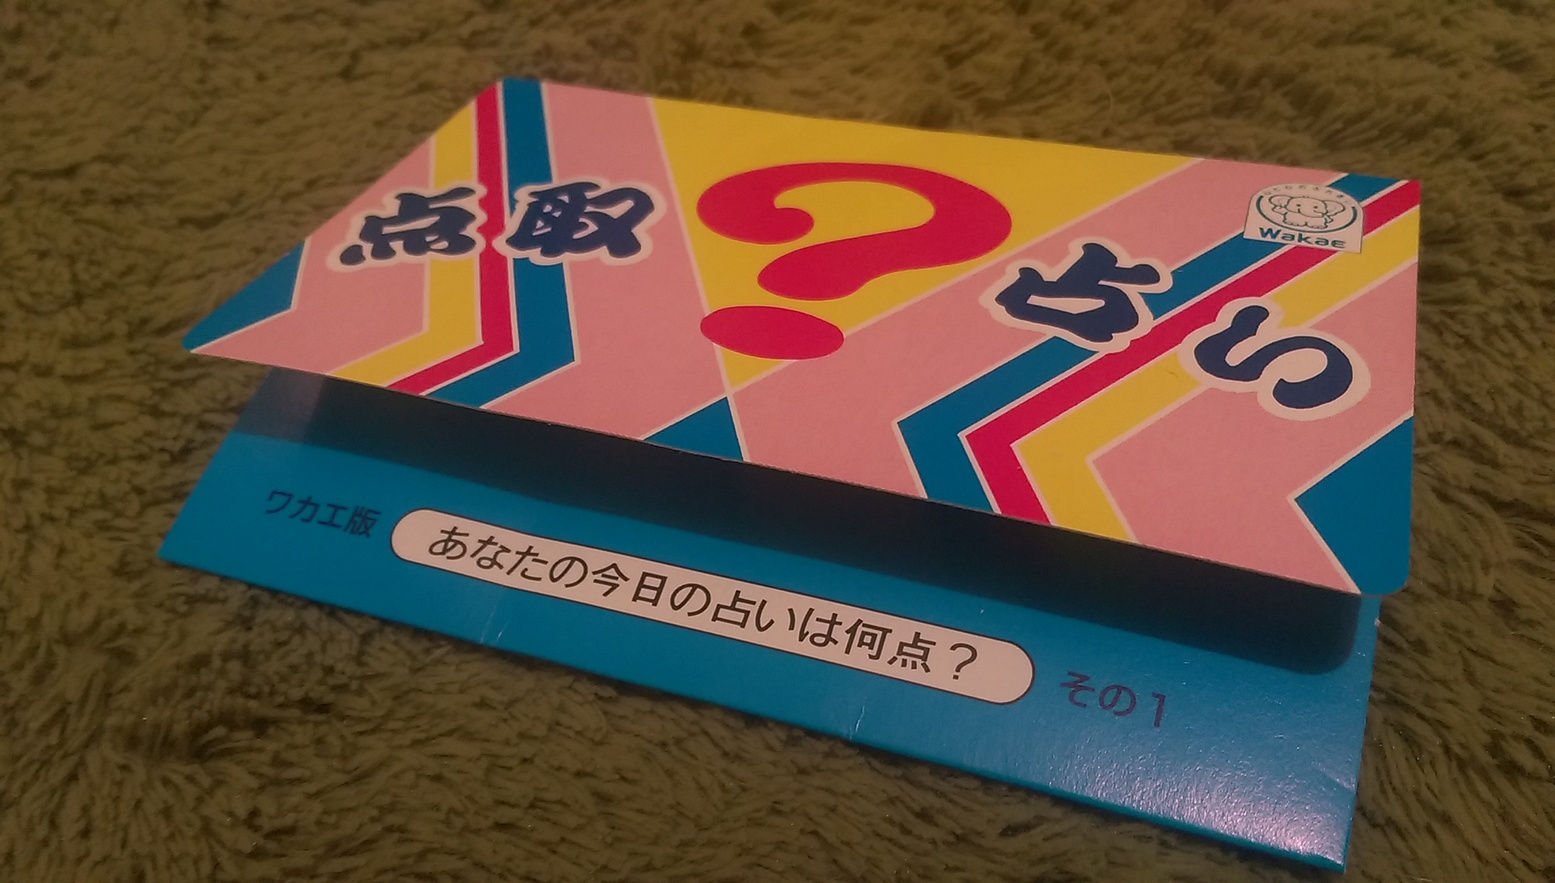 点取占い
?
Wakae
ワカエ版
あなたの今日の占いは何点？
その1